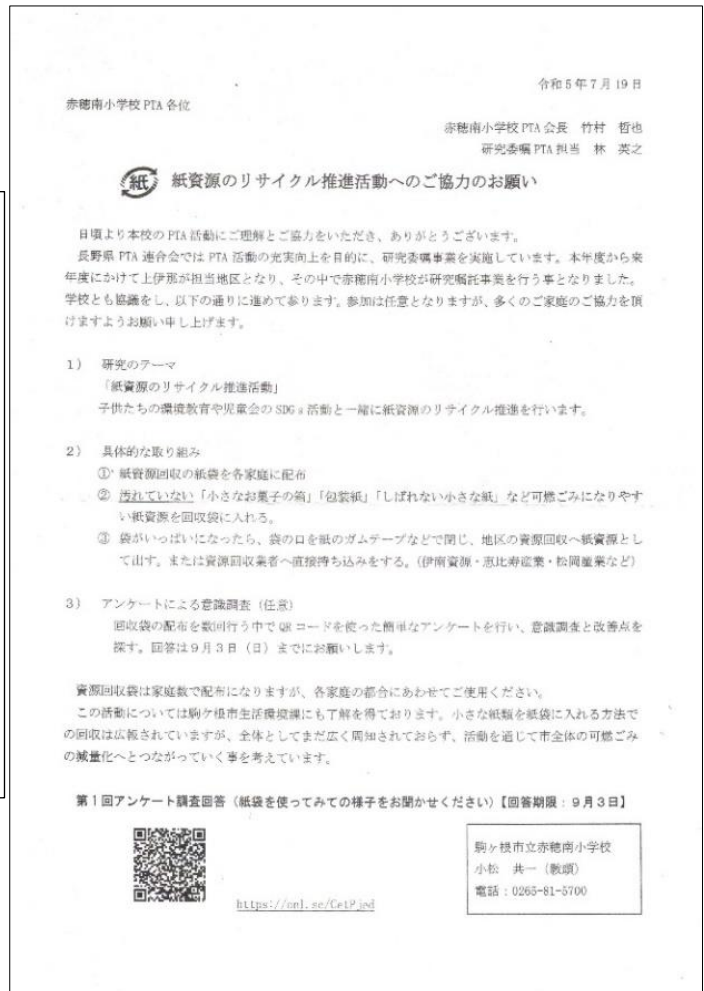 令和5年7月19日
赤穂南小学校 PTA 各位
赤穂南小学校 PTA 会長　竹村　哲也
研究委嘱 PTA 担当　林　英之
紙　紙資源のリサイクル推進活動へのご協力のお願い
日頃より本校の PTA 活動にご理解とご協力をいただき、ありがとうございます。
長野県 PTA 連合会では PTA 活動の充実向上を目的に、研究委嘱事業を実施しています。本年度から来
年度にかけて上伊那が担当地区となり、その中で赤穂南小学校が研究嘱託事業を行う事となりました。
学校とも協議をし、以下の通りに進めて参ります。参加は任意となりますが、多くのご家庭のご協力を頂
けますようお願い申し上げます。
1）　研究のテーマ
「紙資源のリサイクル推進活動」
子供たちの環境教育や児童会の SDGs 活動と一緒に紙資源のリサイクル推進を行います。
2）　具体的な取り組み
①　紙資源回収の紙袋を各家庭に配布
②　汚れていない「小さなお菓子の箱」「包装紙」「しばれない小さな紙」など可燃ごみになりやす
い紙資源を回収袋に入れる。
③　袋がいっぱいになったら、袋の口を紙のガムテープなどで閉じ、地区の資源回収へ紙資源とし
て出す。または資源回収業者へ直接持ち込みをする。（伊南資源・恵比寿産業・松岡産業など）
3）　アンケートによる意識調査（任意）
回収袋の配布を数回行う中で QR コードを使った簡単なアンケートを行い、意識調査と改善点を
探す。回答は9月3日（日）までにお願いします。
資源回収袋は家庭数で配布になりますが、各家庭の都合にあわせてご使用ください。
この活動については駒ケ根市生活環境課にも了解を得ております。小さな紙類を紙袋に入れる方法で
の回収は広報されていますが、全体としてまだ広く周知されておらず、活動を通じて市全体の可燃ごみ
の減量化へとつながっていく事を考えています。
第1回アンケート調査回答（紙袋を使ってみての様子をお聞かせください）【回答期限：9月3日】
駒ケ根市立赤穂南小学校
小松　共一（教頭）
電話：0265-81-5700